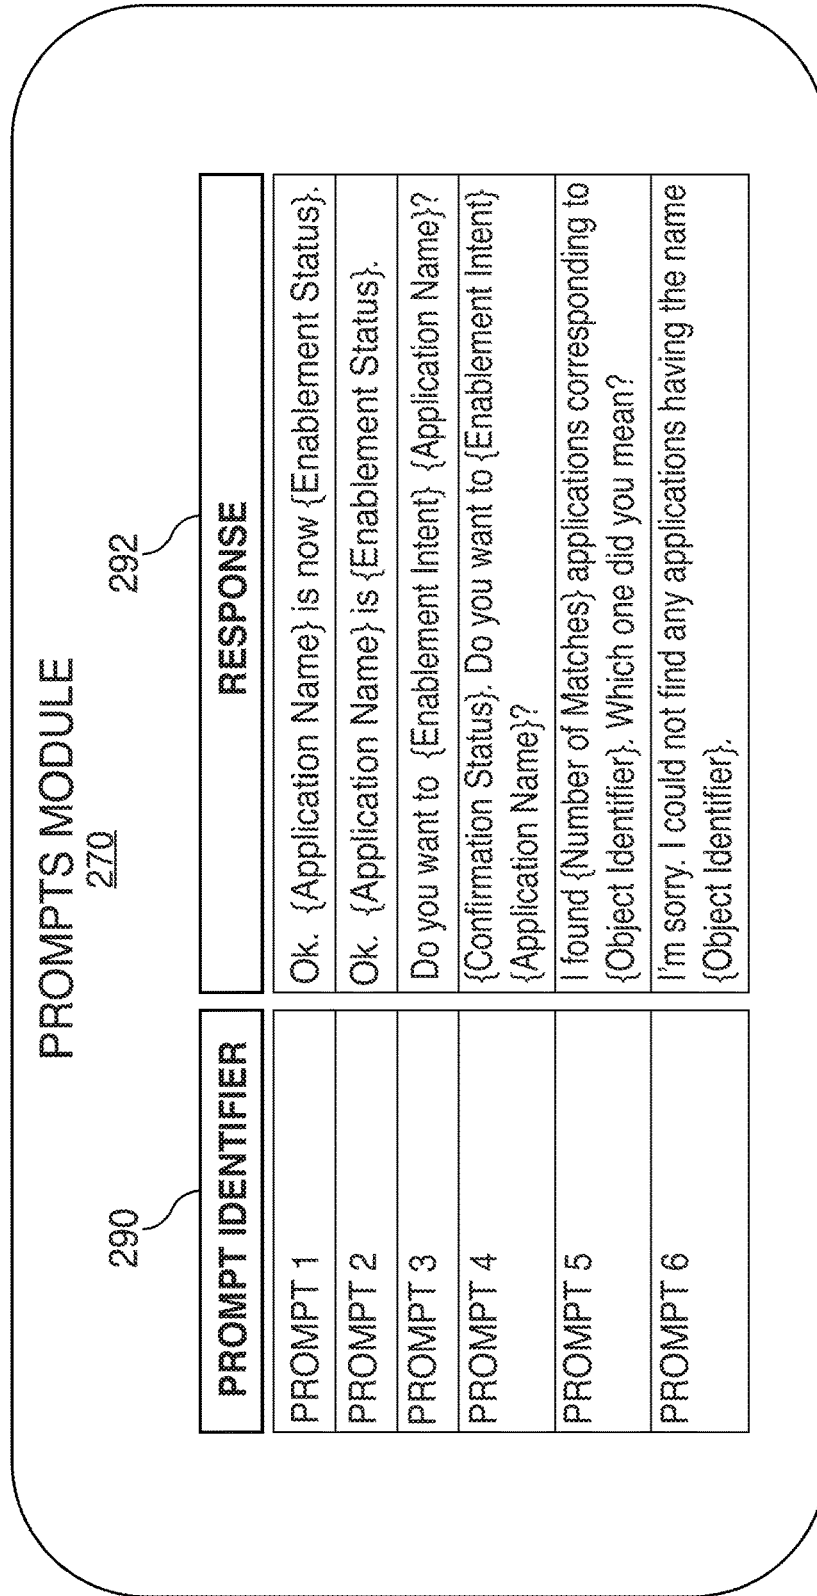 PROMPTS MODULE
270
290
292
PROMPT IDENTIFIER
RESPONSE
PROMPT 1
Ok. {Application Name} is now {Enablement Status}.
PROMPT 2
Ok. {Application Name} is {Enablement Status}.
PROMPT 3
Do you want to {Enablement Intent} {Application Name}?
PROMPT 4
{Confirmation Status}. Do you want to {Enablement Intent}
{Application Name}?
PROMPT 5
I found {Number of Matches} applications corresponding to
{Object Identifier}. Which one did you mean?
PROMPT 6
I'm sorry. I could not find any applications having the name
{Object Identifier}.